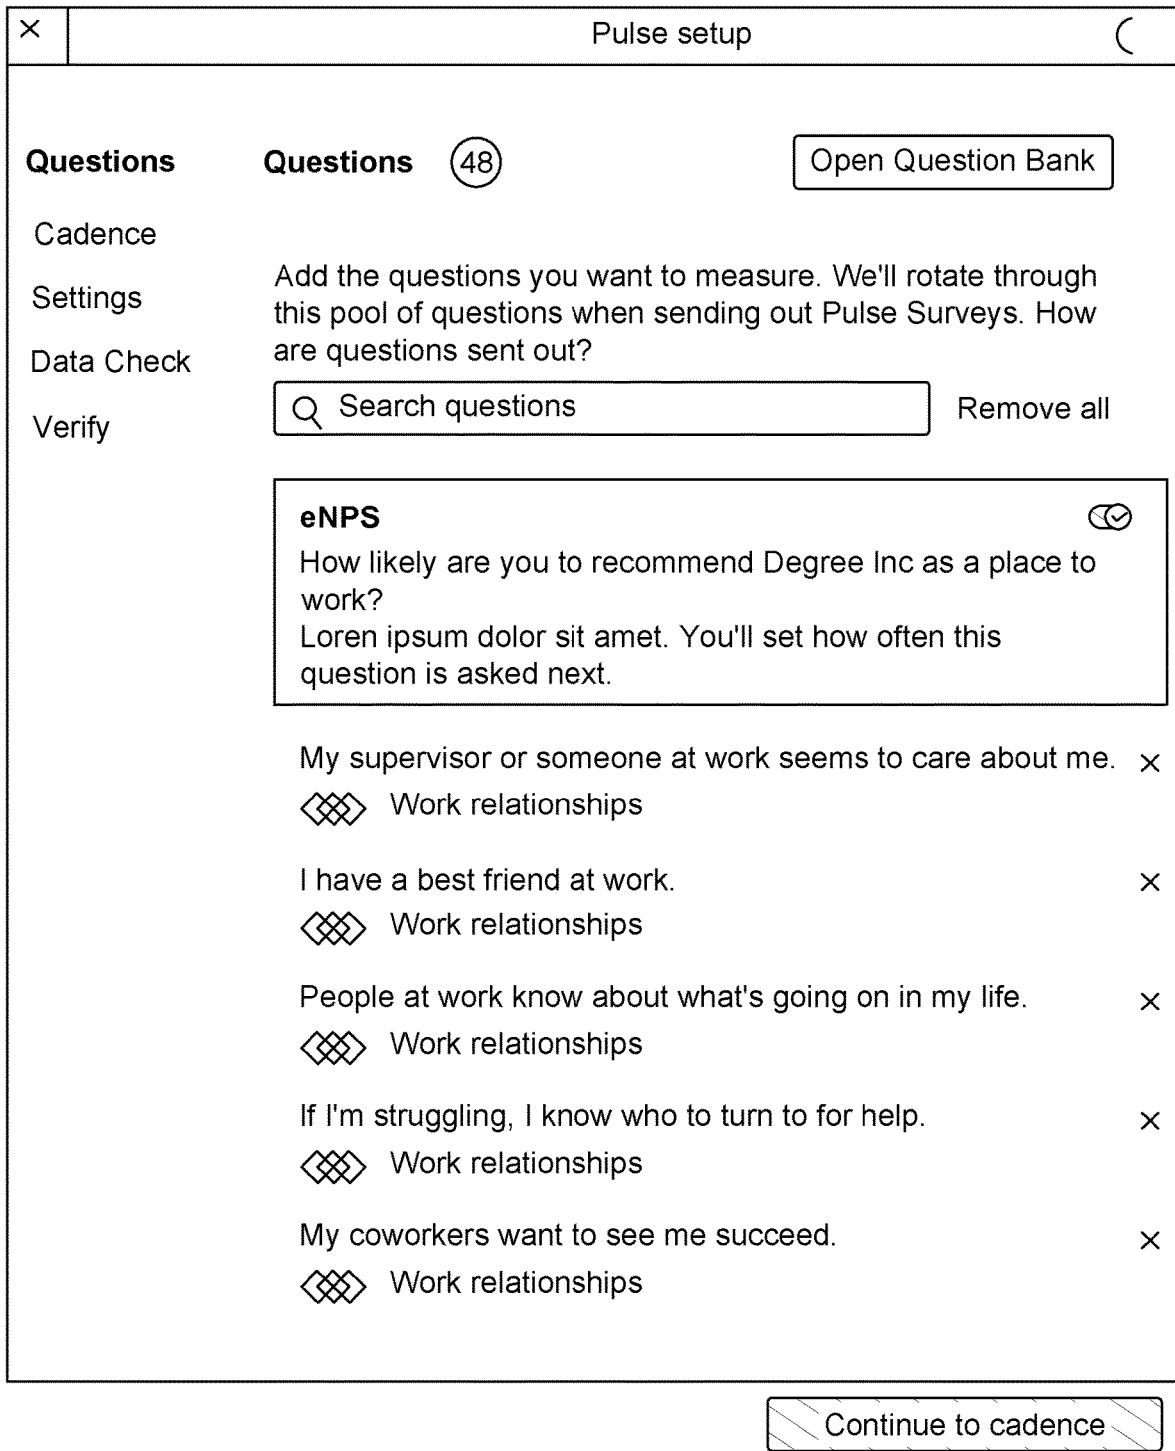 Pulse setup
Questions
Cadence
Settings
Data Check
Verify
Questions 48
Open Question Bank
Add the questions you want to measure. We'll rotate through
this pool of questions when sending out Pulse Surveys. How
are questions sent out?
Search questions
Remove all
eNPS
How likely are you to recommend Degree Inc as a place to
work?
Loren ipsum dolor sit amet. You'll set how often this
question is asked next.
My supervisor or someone at work seems to care about me.
Work relationships
I have a best friend at work.
Work relationships
People at work know about what's going on in my life.
Work relationships
If I'm struggling, I know who to turn to for help.
Work relationships
My coworkers want to see me succeed.
Work relationships
Continue to cadence